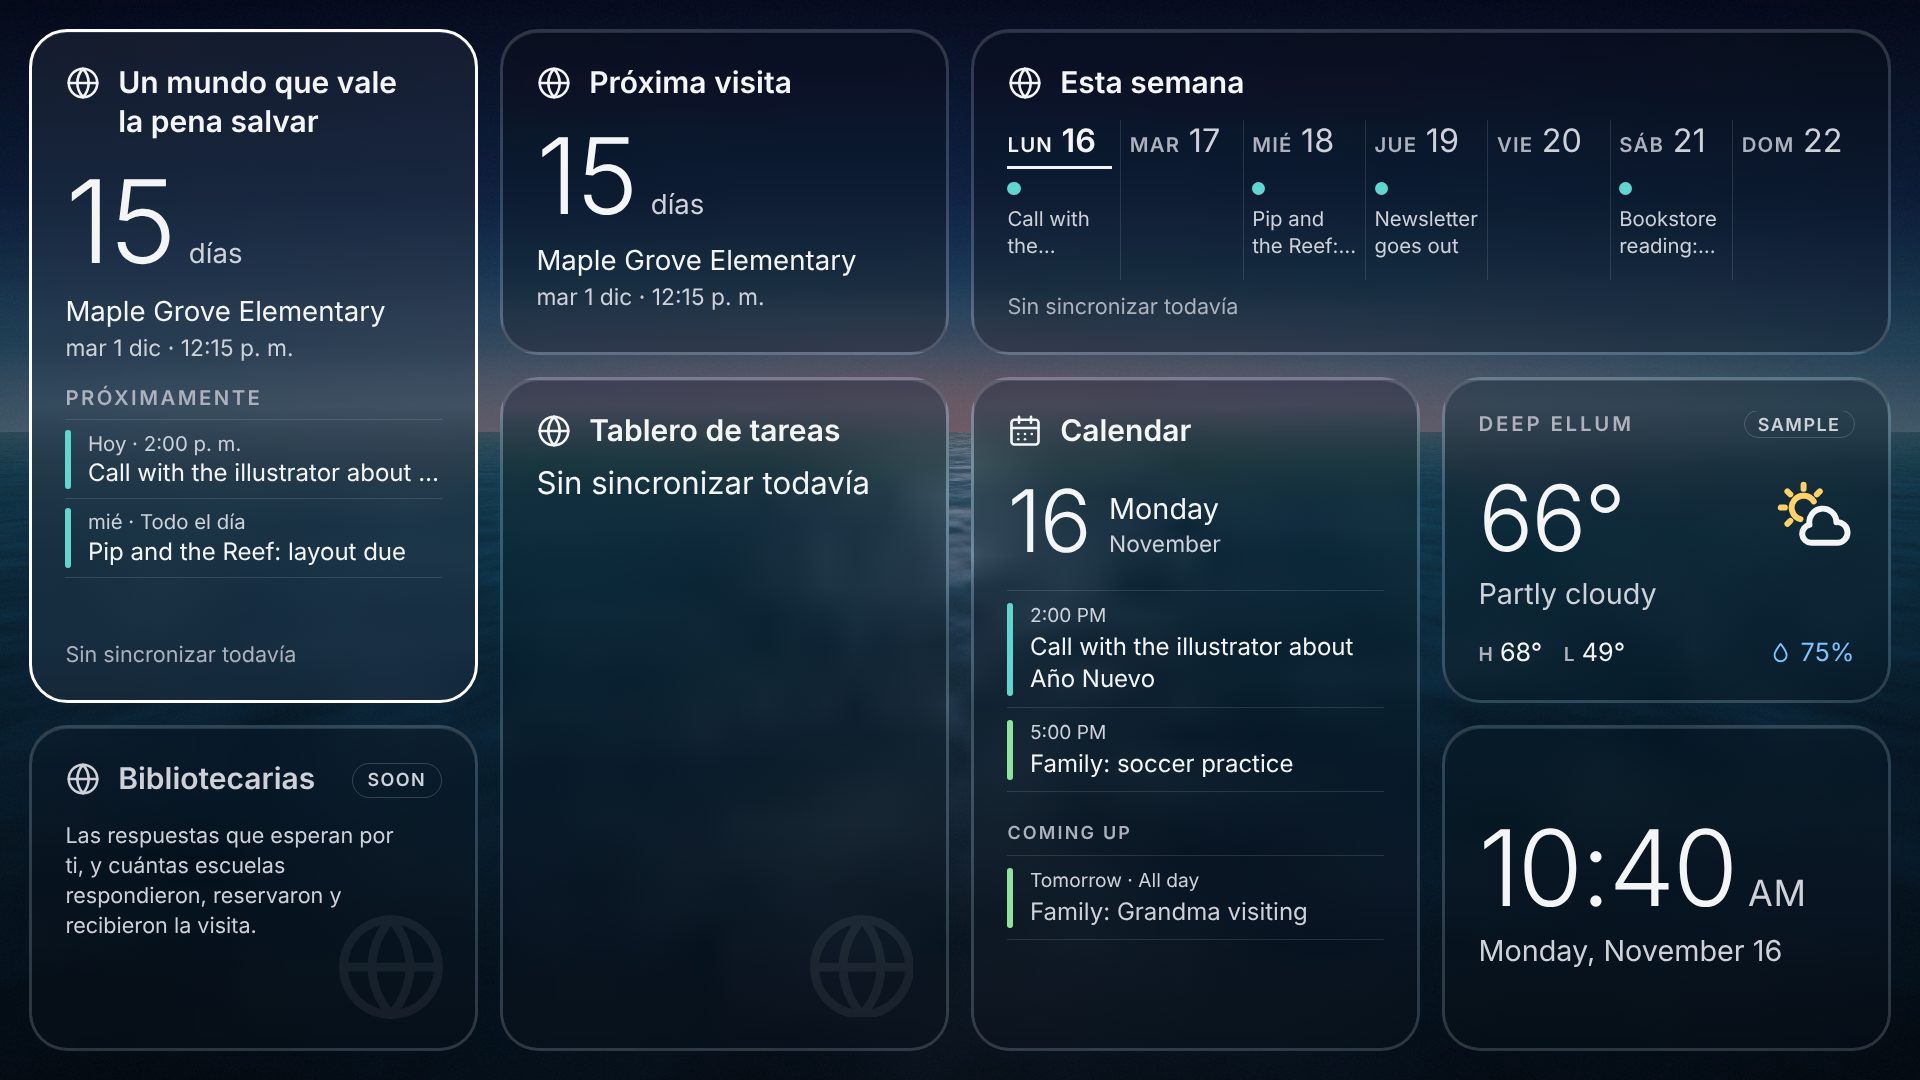 Un mundo que vale
la pena salvar
15 días
Maple Grove Elementary
mar 1 dic · 12:15 p. m.
PRÓXIMAMENTE
Hoy · 2:00 p. m.
Call with the illustrator about ...
mié · Todo el día
Pip and the Reef: layout due
Sin sincronizar todavía
Próxima visita
15 días
Maple Grove Elementary
mar 1 dic · 12:15 p. m.
Esta semana
LUN 16 MAR 17 MIÉ 18 JUE 19 VIE 20 SÁB 21 DOM 22
Call with
the...
Pip and
the Reef:...
Newsletter
goes out
Bookstore
reading:...
Sin sincronizar todavía
Bibliotecarias SOON
Las respuestas que esperan por
ti, y cuántas escuelas
respondieron, reservaron y
recibieron la visita.
Tablero de tareas
Sin sincronizar todavía
Calendar
16 Monday
November
2:00 PM
Call with the illustrator about
Año Nuevo
5:00 PM
Family: soccer practice
COMING UP
Tomorrow · All day
Family: Grandma visiting
DEEP ELLUM SAMPLE
66°
Partly cloudy
H 68° L 49° 75%
10:40 AM
Monday, November 16